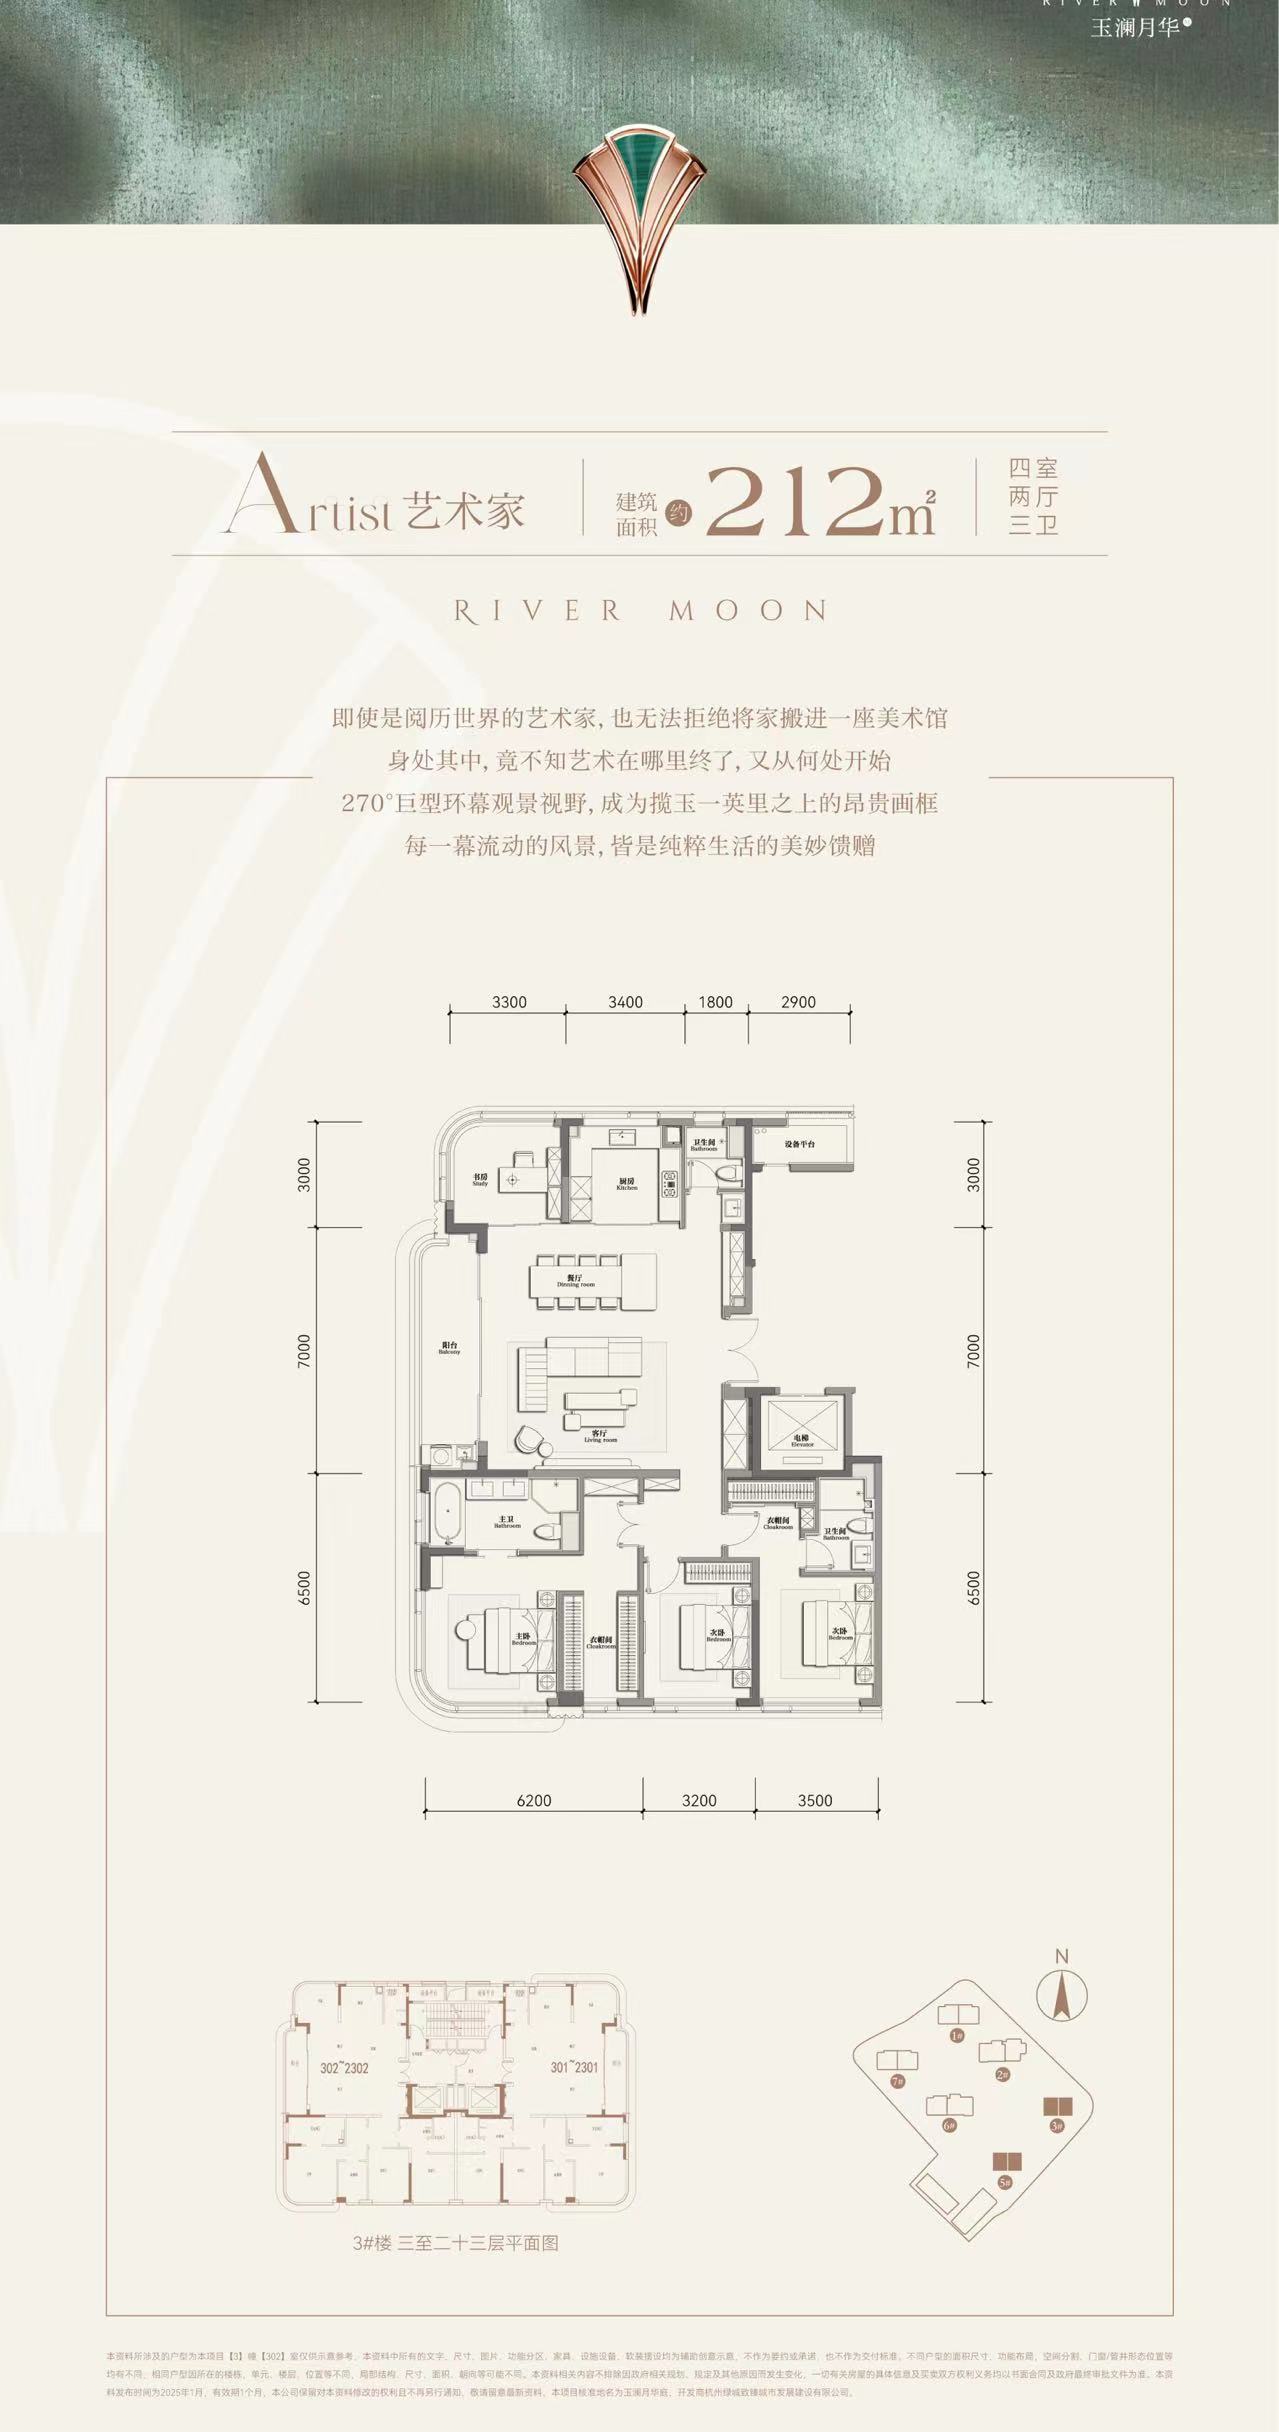 RIVER MOON
玉澜月华
Artist 艺术家
建筑面积 约 212㎡
四室
两厅
三卫
RIVER MOON
即使是阅历世界的艺术家, 也无法拒绝将家搬进一座美术馆
身处其中, 竟不知艺术在哪里终了, 又从何处开始
270°巨型环幕观景视野, 成为揽玉一英里之上的昂贵画框
每一幕流动的风景, 皆是纯粹生活的美妙馈赠
3300 3400 1800 2900
3000
7000
6500
3000
7000
6500
书房
Study
厨房
Kitchen
卫生间
Bathroom
设备平台
餐厅
Dinning room
阳台
Balcony
客厅
Living room
电梯
Elevator
主卫
Bathroom
衣帽间
Cloakroom
卫生间
Bathroom
主卧
Bedroom
衣帽间
Cloakroom
次卧
Bedroom
次卧
Bedroom
6200 3200 3500
302~2302
301~2301
3#楼 三至二十三层平面图
N
1#
2#
7#
6#
3#
5#
本资料所涉及的户型为本项目【3】幢【302】室仅供示意参考，本资料中所有的文字、尺寸、图片、功能分区、家具、设施设备、软装摆设均为辅助创意示意，不作为要约或承诺，也不作为交付标准，不同户型的面积尺寸、功能布局、空间分割、门窗/管井形态位置等
均有不同，相同户型因所在的楼栋、单元、楼层、位置等不同，局部结构、尺寸、面积、朝向等可能不同。本资料相关内容不排除因政府相关规划、规定及其他原因而发生变化，一切有关房屋的具体信息及买卖双方权利义务均以书面合同及政府最终审批文件为准。本资
料发布时间为2025年1月，有效期1个月，本公司保留对本资料修改的权利且不再另行通知，敬请留意最新资料。本项目核准地名为玉澜月华庭，开发商杭州绿城致臻城市发展建设有限公司。